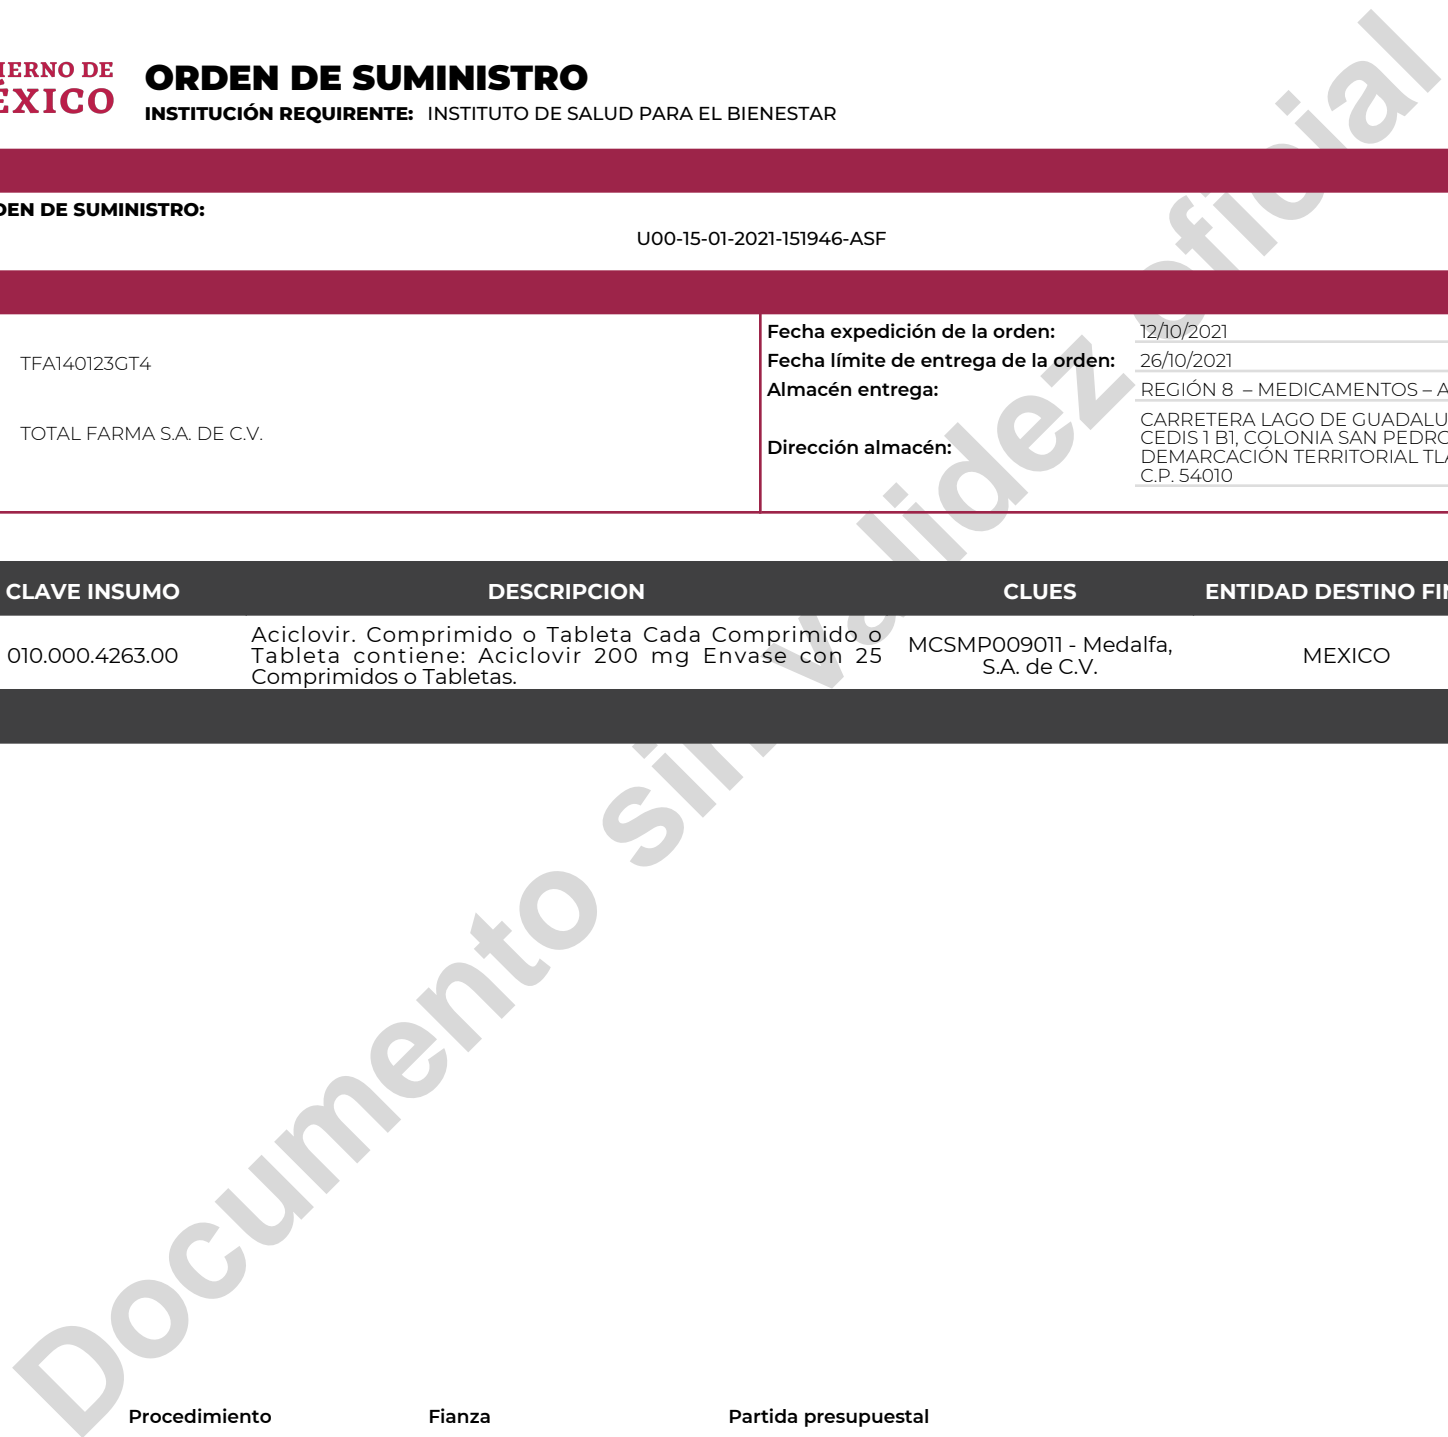 IERNO DE
ÉXICO
ORDEN DE SUMINISTRO
INSTITUCIÓN REQUIRENTE: INSTITUTO DE SALUD PARA EL BIENESTAR
DEN DE SUMINISTRO:
U00-15-01-2021-151946-ASF
TFA140123GT4
TOTAL FARMA S.A. DE C.V.
Fecha expedición de la orden: 12/10/2021
Fecha límite de entrega de la orden: 26/10/2021
Almacén entrega: REGIÓN 8 – MEDICAMENTOS – A
Dirección almacén:
CARRETERA LAGO DE GUADALU
CEDIS 1 B1, COLONIA SAN PEDRO
DEMARCACIÓN TERRITORIAL TLA
C.P. 54010
CLAVE INSUMO DESCRIPCION CLUES ENTIDAD DESTINO FIN
010.000.4263.00
Aciclovir. Comprimido o Tableta Cada Comprimido o
Tableta contiene: Aciclovir 200 mg Envase con 25
Comprimidos o Tabletas.
MCSMP009011 - Medalfa,
S.A. de C.V.
MEXICO
Documento sin validez oficial
Procedimiento Fianza Partida presupuestal